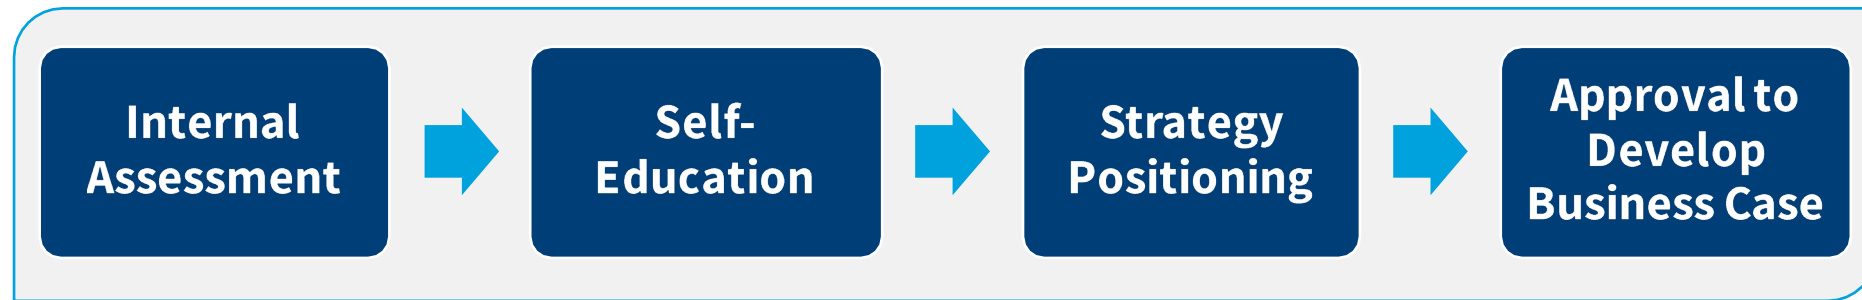 Internal
Assessment
Self-
Education
Strategy
Positioning
Approval to
Develop
Business Case